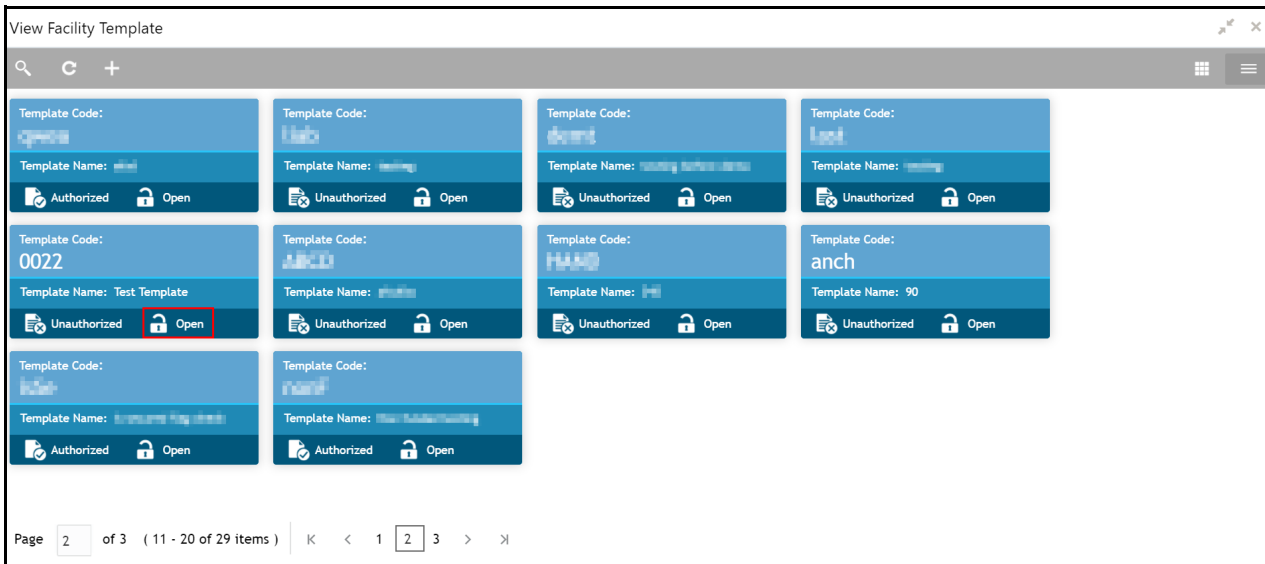 View Facility Template
Template Code:
Template Name:
Authorized Open
Template Code:
Template Name:
Unauthorized Open
Template Code:
Template Name:
Unauthorized Open
Template Code:
Template Name:
Unauthorized Open
Template Code:
0022
Template Name: Test Template
Unauthorized Open
Template Code:
Template Name:
Unauthorized Open
Template Code:
Template Name:
Unauthorized Open
Template Code:
anch
Template Name: 90
Unauthorized Open
Template Code:
Template Name:
Authorized Open
Template Code:
Template Name:
Authorized Open
Page 2 of 3 ( 11 - 20 of 29 items ) 1 2 3